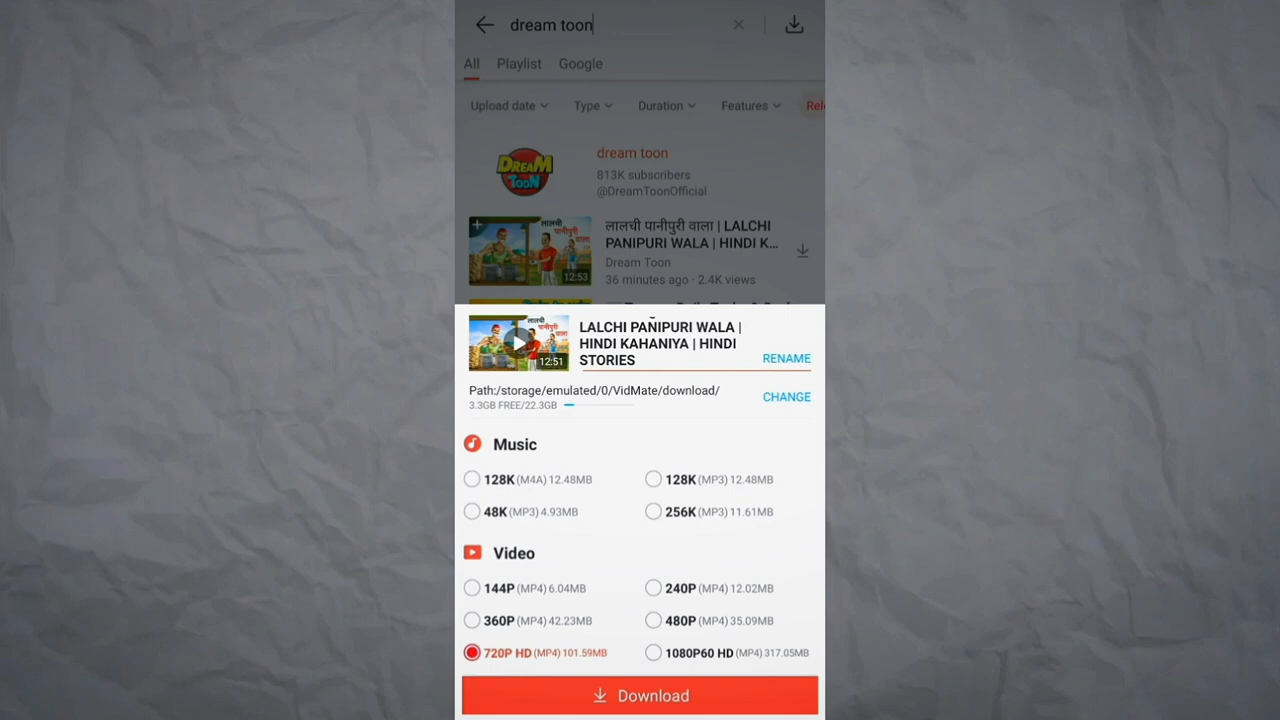 dream toon
All Playlist Google
Upload date Type Duration Features Rel
DREAM
TOON
dream toon
813K subscribers
@DreamToonOfficial
लालची
पानीपुरी
वाला
12:53
लालची पानीपुरी वाला | LALCHI
PANIPURI WALA | HINDI K...
Dream Toon
36 minutes ago · 2.4K views
लालची
पानीपुरी
वाला
12:51
LALCHI PANIPURI WALA |
HINDI KAHANIYA | HINDI
STORIES
RENAME
Path:/storage/emulated/0/VidMate/download/
3.3GB FREE/22.3GB
CHANGE
Music
128K (M4A) 12.48MB 128K (MP3) 12.48MB
48K (MP3) 4.93MB 256K (MP3) 11.61MB
Video
144P (MP4) 6.04MB 240P (MP4) 12.02MB
360P (MP4) 42.23MB 480P (MP4) 35.09MB
720P HD (MP4) 101.59MB 1080P60 HD (MP4) 317.05MB
Download